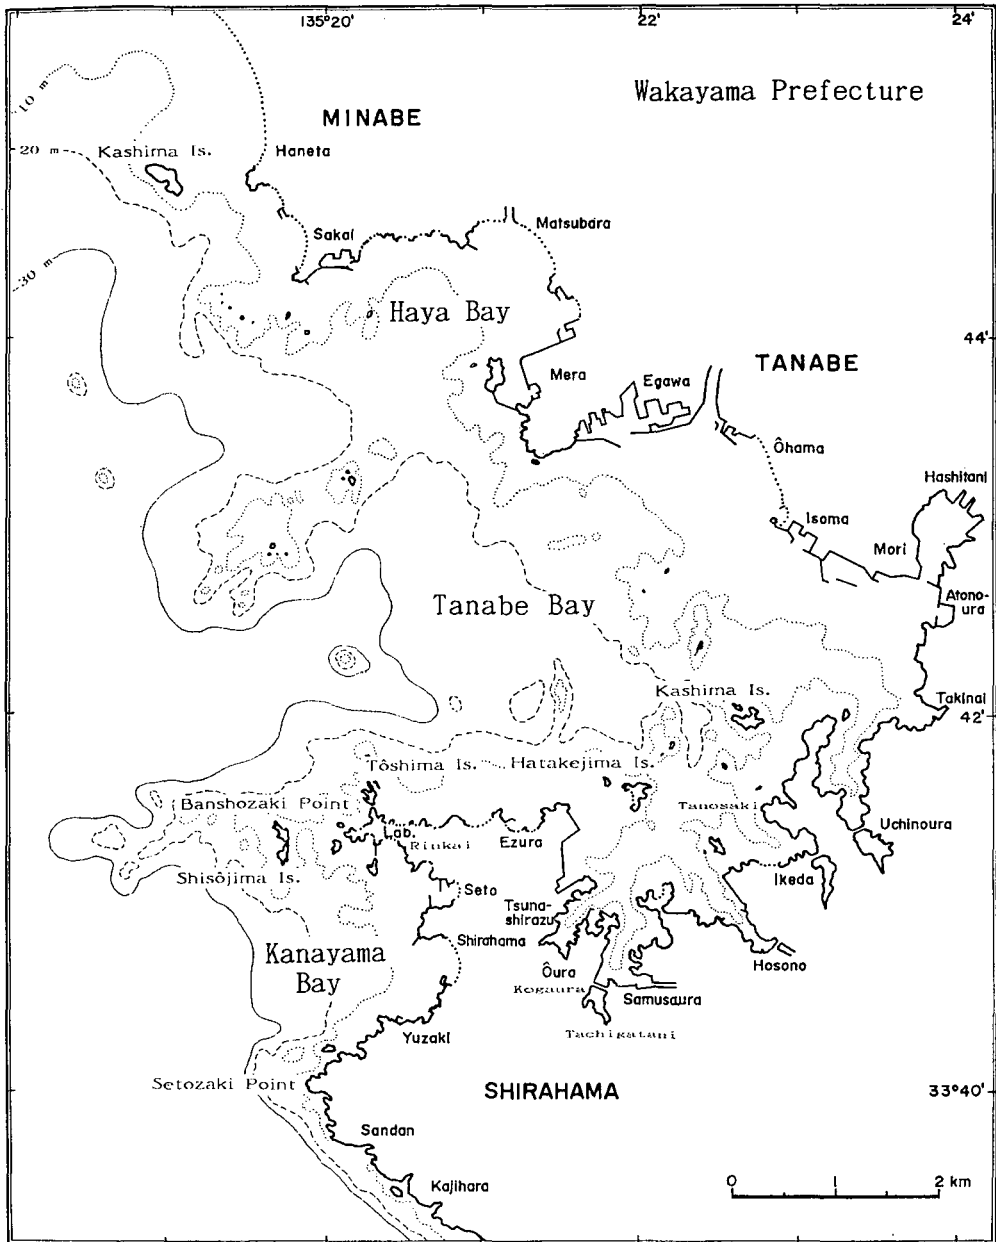 135°20'
22'
24'
Wakayama Prefecture
10 m
MINABE
20 m
Kashima Is.
Haneta
Matsubara
Sakai
30 m
Haya Bay
44'
TANABE
Mera
Egawa
Ôhama
Hashitani
Isoma
Mori
Tanabe Bay
Atono-
ura
Kashima Is.
Takinai
42'
Tôshima Is.
Hatakejima Is.
Banshozaki Point
Tanosaki
Lab.
Rinkai
Ezura
Uchinoura
Shisôjima Is.
Seto
Ikeda
Tsuna-
shirazu
Shirahama
Kanayama
Bay
Ôura
Hosono
Kogaura
Samusaura
Yuzaki
Tachigatani
Setozaki Point
SHIRAHAMA
33°40'
Sandan
Kajihara
0
2 km